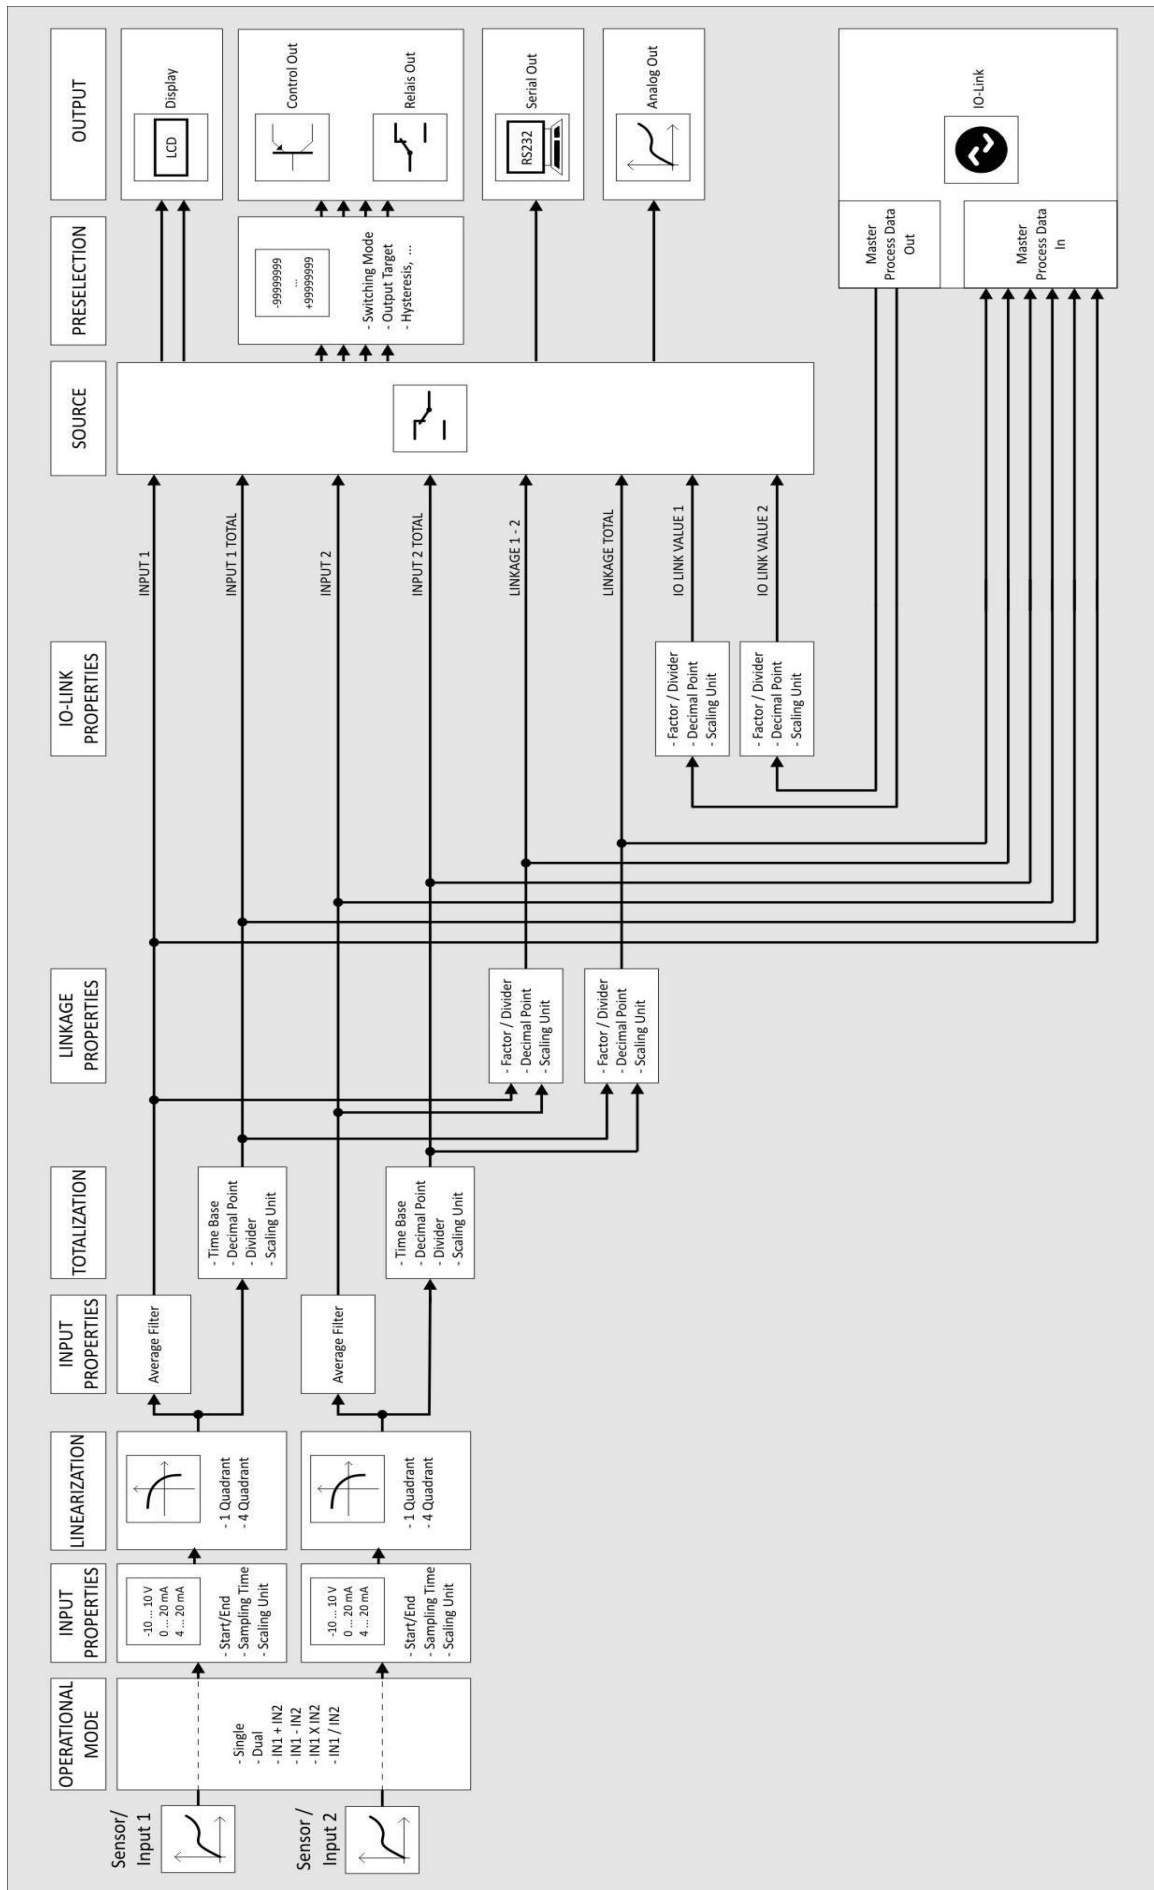 OPERATIONAL
MODE
INPUT
PROPERTIES
LINEARIZATION
INPUT
PROPERTIES
TOTALIZATION
LINKAGE
PROPERTIES
IO-LINK
PROPERTIES
SOURCE
PRESELECTION
OUTPUT
Sensor/
Input 1
Sensor /
Input 2
- Single
- Dual
- IN1 + IN2
- IN1 - IN2
- IN1 X IN2
- IN1 / IN2
-10 ... 10 V
0 ... 20 mA
4 ... 20 mA
- Start/End
- Sampling Time
- Scaling Unit
-10 ... 10 V
0 ... 20 mA
4 ... 20 mA
- Start/End
- Sampling Time
- Scaling Unit
- 1 Quadrant
- 4 Quadrant
- 1 Quadrant
- 4 Quadrant
Average Filter
Average Filter
- Time Base
- Decimal Point
- Divider
- Scaling Unit
- Time Base
- Decimal Point
- Divider
- Scaling Unit
- Factor / Divider
- Decimal Point
- Scaling Unit
- Factor / Divider
- Decimal Point
- Scaling Unit
- Factor / Divider
- Decimal Point
- Scaling Unit
- Factor / Divider
- Decimal Point
- Scaling Unit
INPUT 1
INPUT 1 TOTAL
INPUT 2
INPUT 2 TOTAL
LINKAGE 1 - 2
LINKAGE TOTAL
IO LINK VALUE 1
IO LINK VALUE 2
-99999999
...
+99999999
- Switching Mode
- Output Target
- Hysteresis, ...
LCD
Display
Control Out
Relais Out
RS232
Serial Out
Analog Out
IO-Link
Master
Process Data
Out
Master
Process Data
In